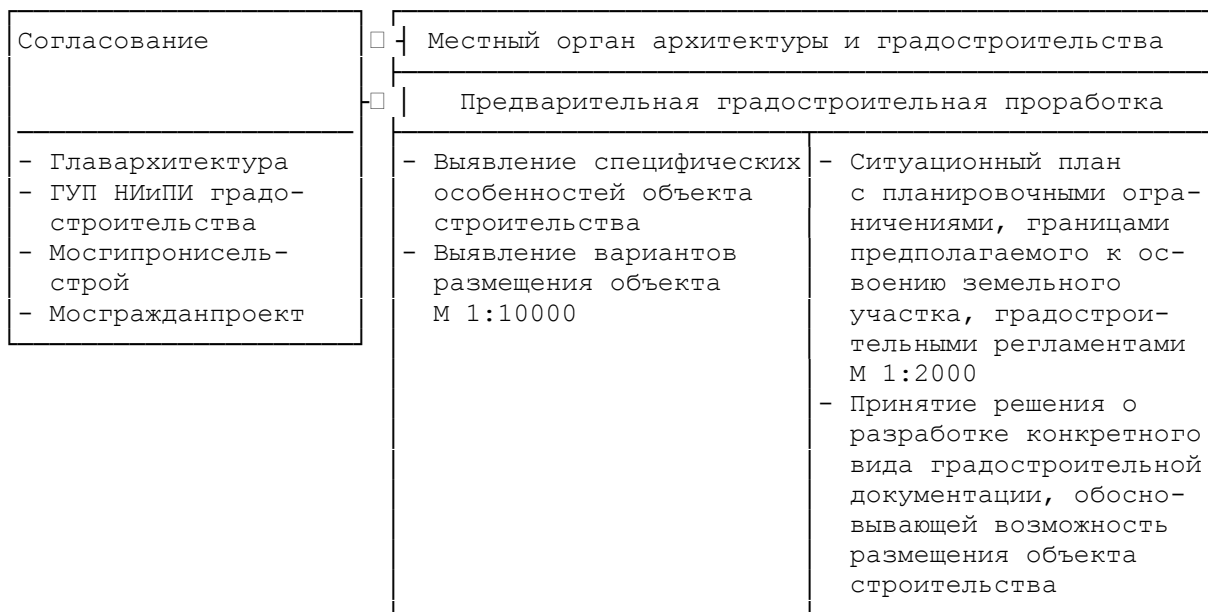 Согласование
- Главархитектура
- ГУП НИиПИ градо-
строительства
- Мосгипронисель-
строй
- Мосгражданпроект
Местный орган архитектуры и градостроительства
Предварительная градостроительная проработка
- Выявление специфических
особенностей объекта
строительства
- Выявление вариантов
размещения объекта
М 1:10000
- Ситуационный план
с планировочными огра-
ничениями, границами
предполагаемого к ос-
воению земельного
участка, градострои-
тельными регламентами
М 1:2000
- Принятие решения о
разработке конкретного
вида градостроительной
документации, обосно-
вывающей возможность
размещения объекта
строительства